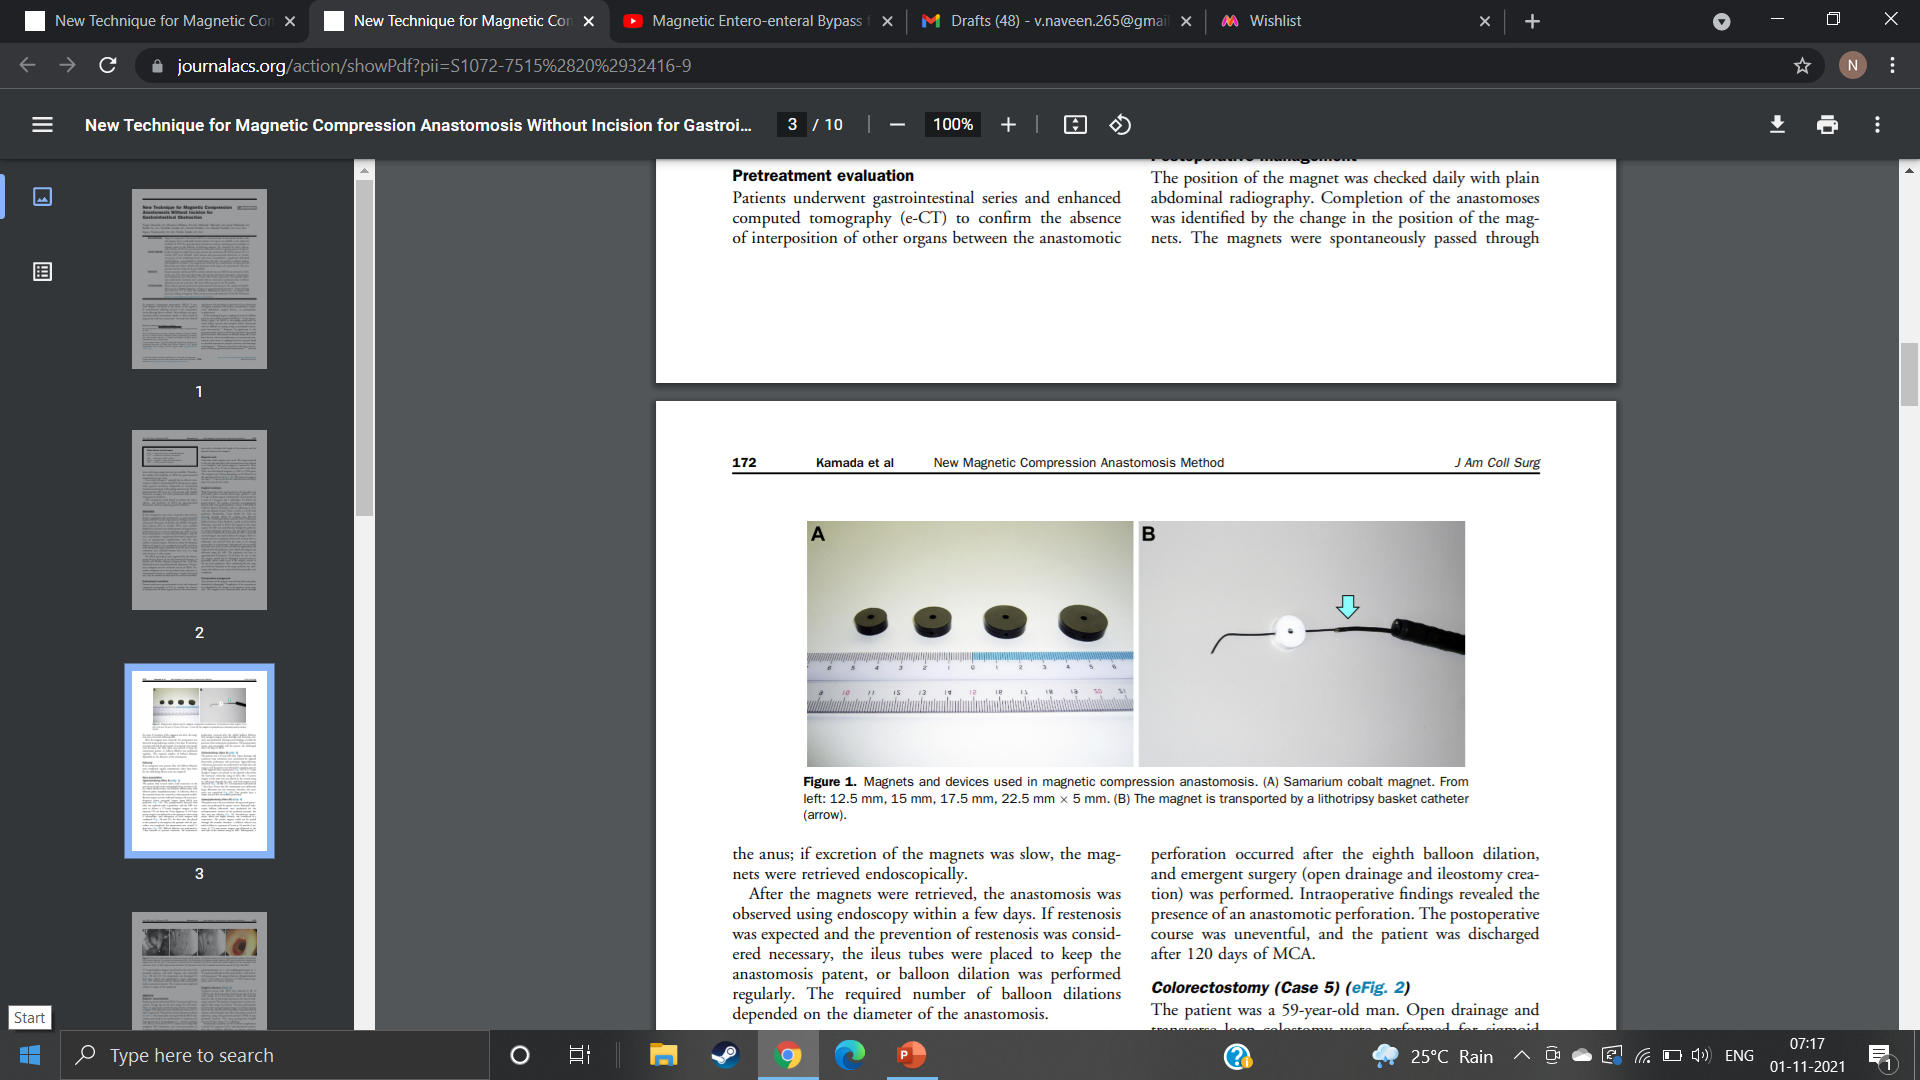 New Technique for Magnetic Con
New Technique for Magnetic Con
Magnetic Entero-enteral Bypass f
Drafts (48) - v.naveen.265@gmail
Wishlist
journalacs.org/action/showPdf?pii=S1072-7515%2820%2932416-9
N
New Technique for Magnetic Compression Anastomosis Without Incision for Gastroi...
3 / 10
100%
1
2
3
Pretreatment evaluation
Patients underwent gastrointestinal series and enhanced
computed tomography (e-CT) to confirm the absence
of interposition of other organs between the anastomotic
Postoperative management
The position of the magnet was checked daily with plain
abdominal radiography. Completion of the anastomoses
was identified by the change in the position of the mag-
nets. The magnets were spontaneously passed through
172 Kamada et al New Magnetic Compression Anastomosis Method J Am Coll Surg
A
B
Figure 1. Magnets and devices used in magnetic compression anastomosis. (A) Samarium cobalt magnet. From
left: 12.5 mm, 15 mm, 17.5 mm, 22.5 mm × 5 mm. (B) The magnet is transported by a lithotripsy basket catheter
(arrow).
the anus; if excretion of the magnets was slow, the mag-
nets were retrieved endoscopically.
After the magnets were retrieved, the anastomosis was
observed using endoscopy within a few days. If restenosis
was expected and the prevention of restenosis was consid-
ered necessary, the ileus tubes were placed to keep the
anastomosis patent, or balloon dilation was performed
regularly. The required number of balloon dilations
depended on the diameter of the anastomosis.
perforation occurred after the eighth balloon dilation,
and emergent surgery (open drainage and ileostomy crea-
tion) was performed. Intraoperative findings revealed the
presence of an anastomotic perforation. The postoperative
course was uneventful, and the patient was discharged
after 120 days of MCA.
Colorectostomy (Case 5) (eFig. 2)
The patient was a 59-year-old man. Open drainage and
transverse loop colostomy were performed for sigmoid
Start
Type here to search
25°C Rain
ENG
07:17
01-11-2021
1